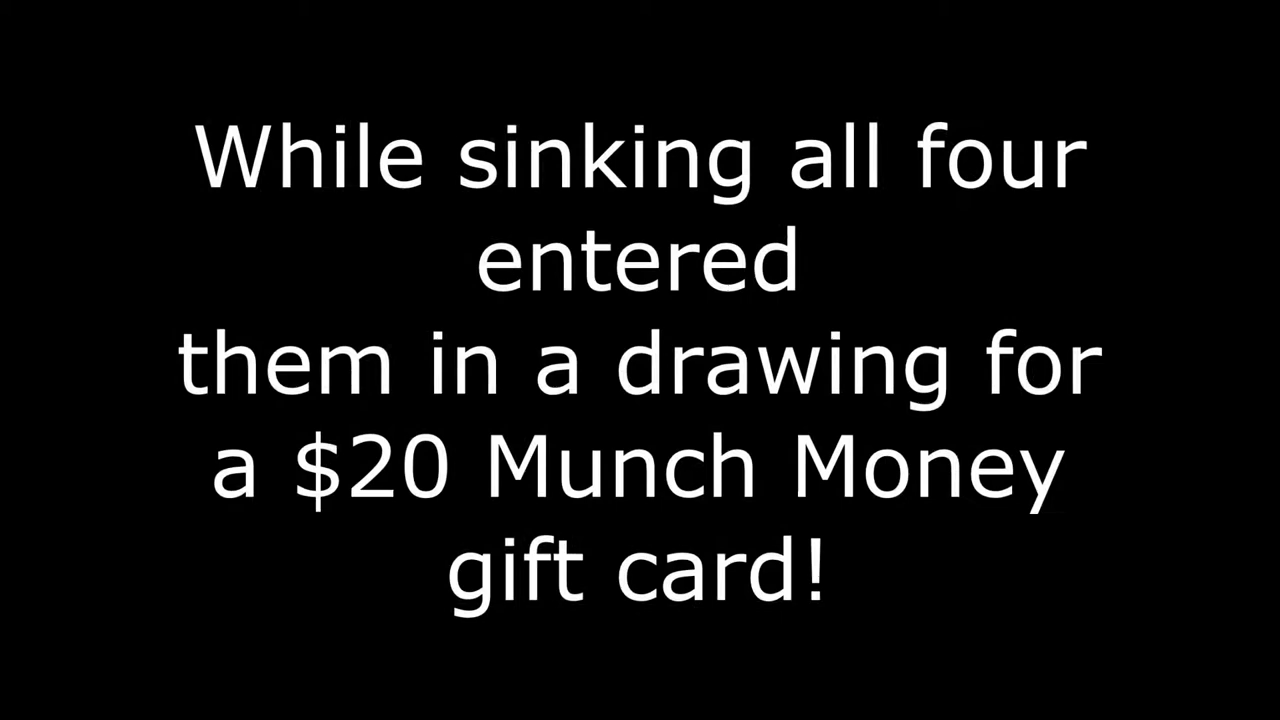 While sinking all four
entered
them in a drawing for
a $20 Munch Money
gift card!